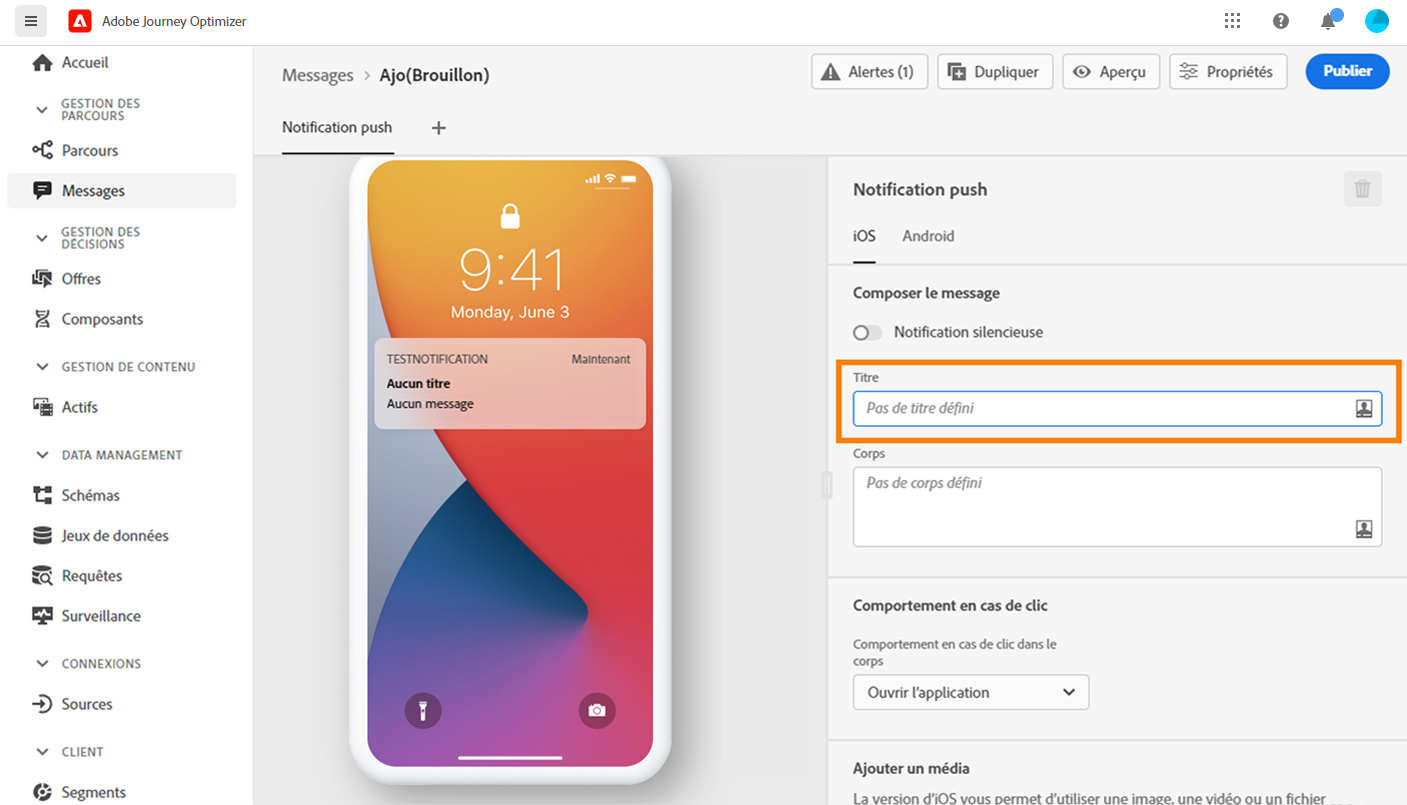 Adobe Journey Optimizer
Accueil
GESTION DES
PARCOURS
Parcours
Messages
GESTION DES
DÉCISIONS
Offres
Composants
GESTION DE CONTENU
Actifs
DATA MANAGEMENT
Schémas
Jeux de données
Requêtes
Surveillance
CONNEXIONS
Sources
CLIENT
Segments
Messages > Ajo(Brouillon)
Alertes (1)
Dupliquer
Aperçu
Propriétés
Publier
Notification push
9:41
Monday, June 3
TESTNOTIFICATION Maintenant
Aucun titre
Aucun message
Notification push
iOS Android
Composer le message
Notification silencieuse
Titre
Pas de titre défini
Corps
Pas de corps défini
Comportement en cas de clic
Comportement en cas de clic dans le
corps
Ouvrir l'application
Ajouter un média
La version d'iOS vous permet d'utiliser une image, une vidéo ou un fichier